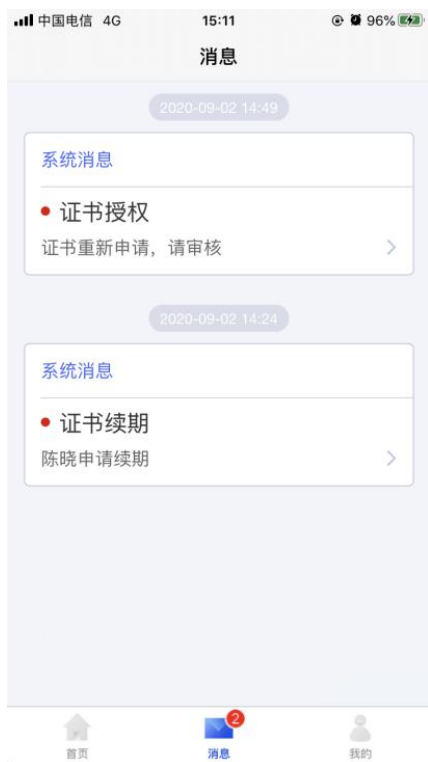 中国电信 4G 15:11 96%
消息
2020-09-02 14:49
系统消息
证书授权
证书重新申请，请审核
2020-09-02 14:24
系统消息
证书续期
陈晓申请续期
2
首页 消息 我的